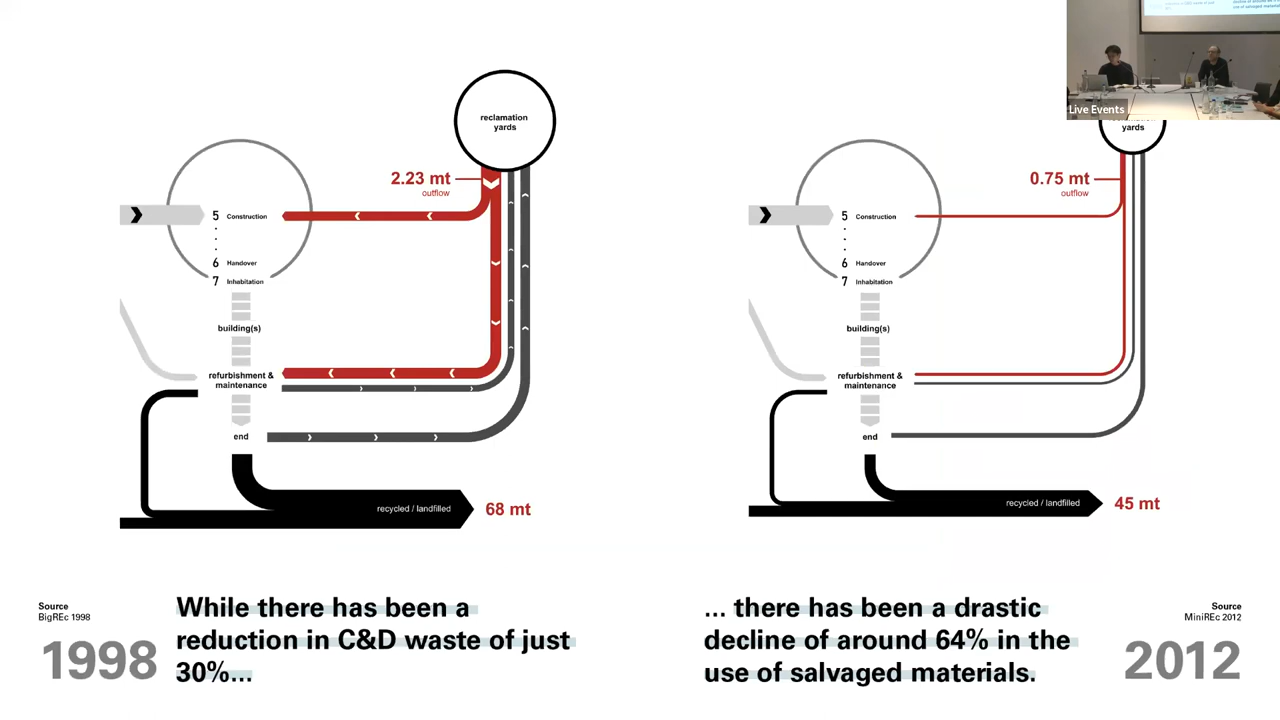 reclamation
yards
2.23 mt
outflow
5 Construction
6 Handover
7 Inhabitation
building(s)
refurbishment &
maintenance
end
recycled / landfilled
68 mt
Source
BigREc 1998
1998
While there has been a
reduction in C&D waste of just
30%...
Live Events
yards
0.75 mt
outflow
5 Construction
6 Handover
7 Inhabitation
building(s)
refurbishment &
maintenance
end
recycled / landfilled
45 mt
... there has been a drastic
decline of around 64% in the
use of salvaged materials.
Source
MiniREc 2012
2012